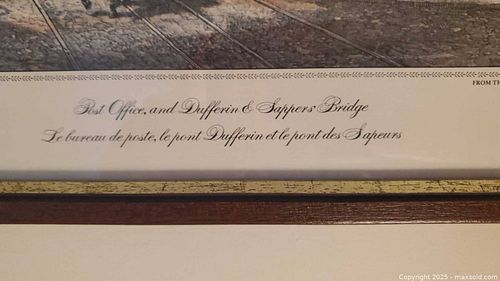 FROM TH
Post Office, and Dufferin & Sappers' Bridge
Le bureau de poste, le pont Dufferin et le pont des Sapeurs
Copyright 2025 - maxsold.com